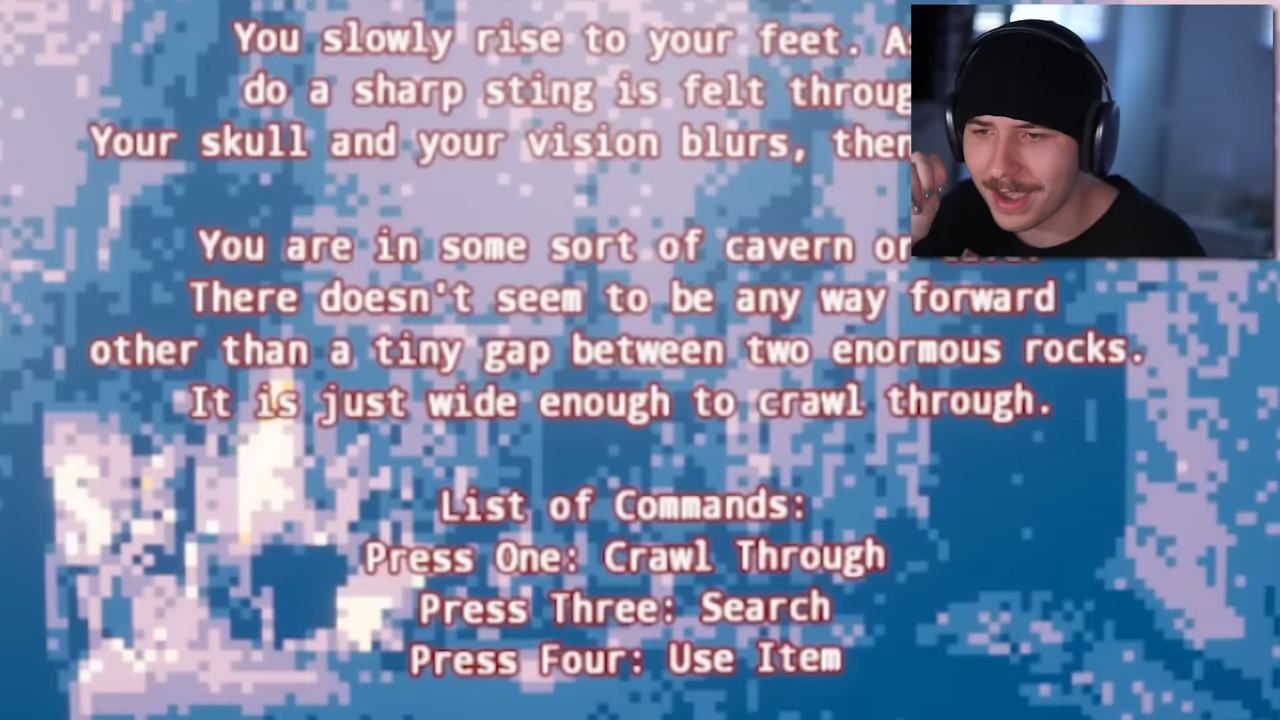 You slowly rise to your feet.
do a sharp sting is felt
Your skull and your vision blurs,
You are in some sort of cavern or
There doesn't seem to be any way forward
other than a tiny gap between two enormous rocks.
It is just wide enough to crawl through.
List of Commands:
Press One: Crawl Through
Press Three: Search
Press Four: Use Item